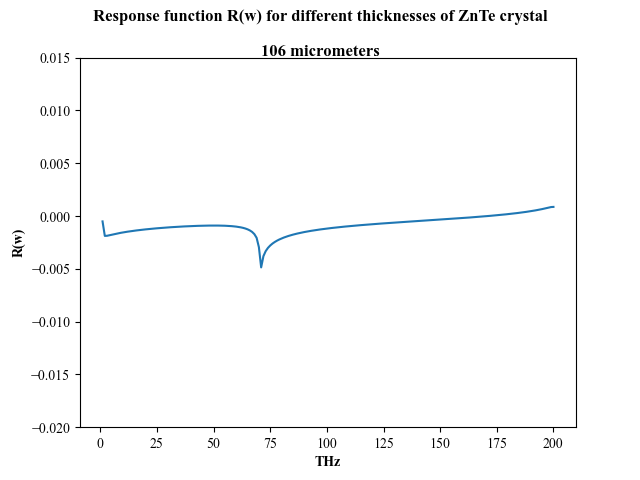 Response function R(w) for different thicknesses of ZnTe crystal
106 micrometers
0.015
0.010
0.005
0.000
−0.005
−0.010
−0.015
−0.020
R(w)
0 25 50 75 100 125 150 175 200
THz